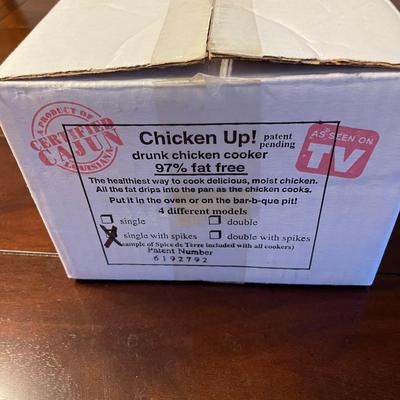 A PRODUCT OF
CERTIFIED
CAJUN
LOUISIANA
Chicken Up! patent
pending
AS SEEN ON
TV
drunk chicken cooker
97% fat free
The healthiest way to cook delicious, moist chicken.
All the fat drips into the pan as the chicken cooks.
Put it in the oven or on the bar-b-que pit!
4 different models
single double
single with spikes double with spikes
(sample of Spice de Terre included with all cookers)
Patent Number
6192792